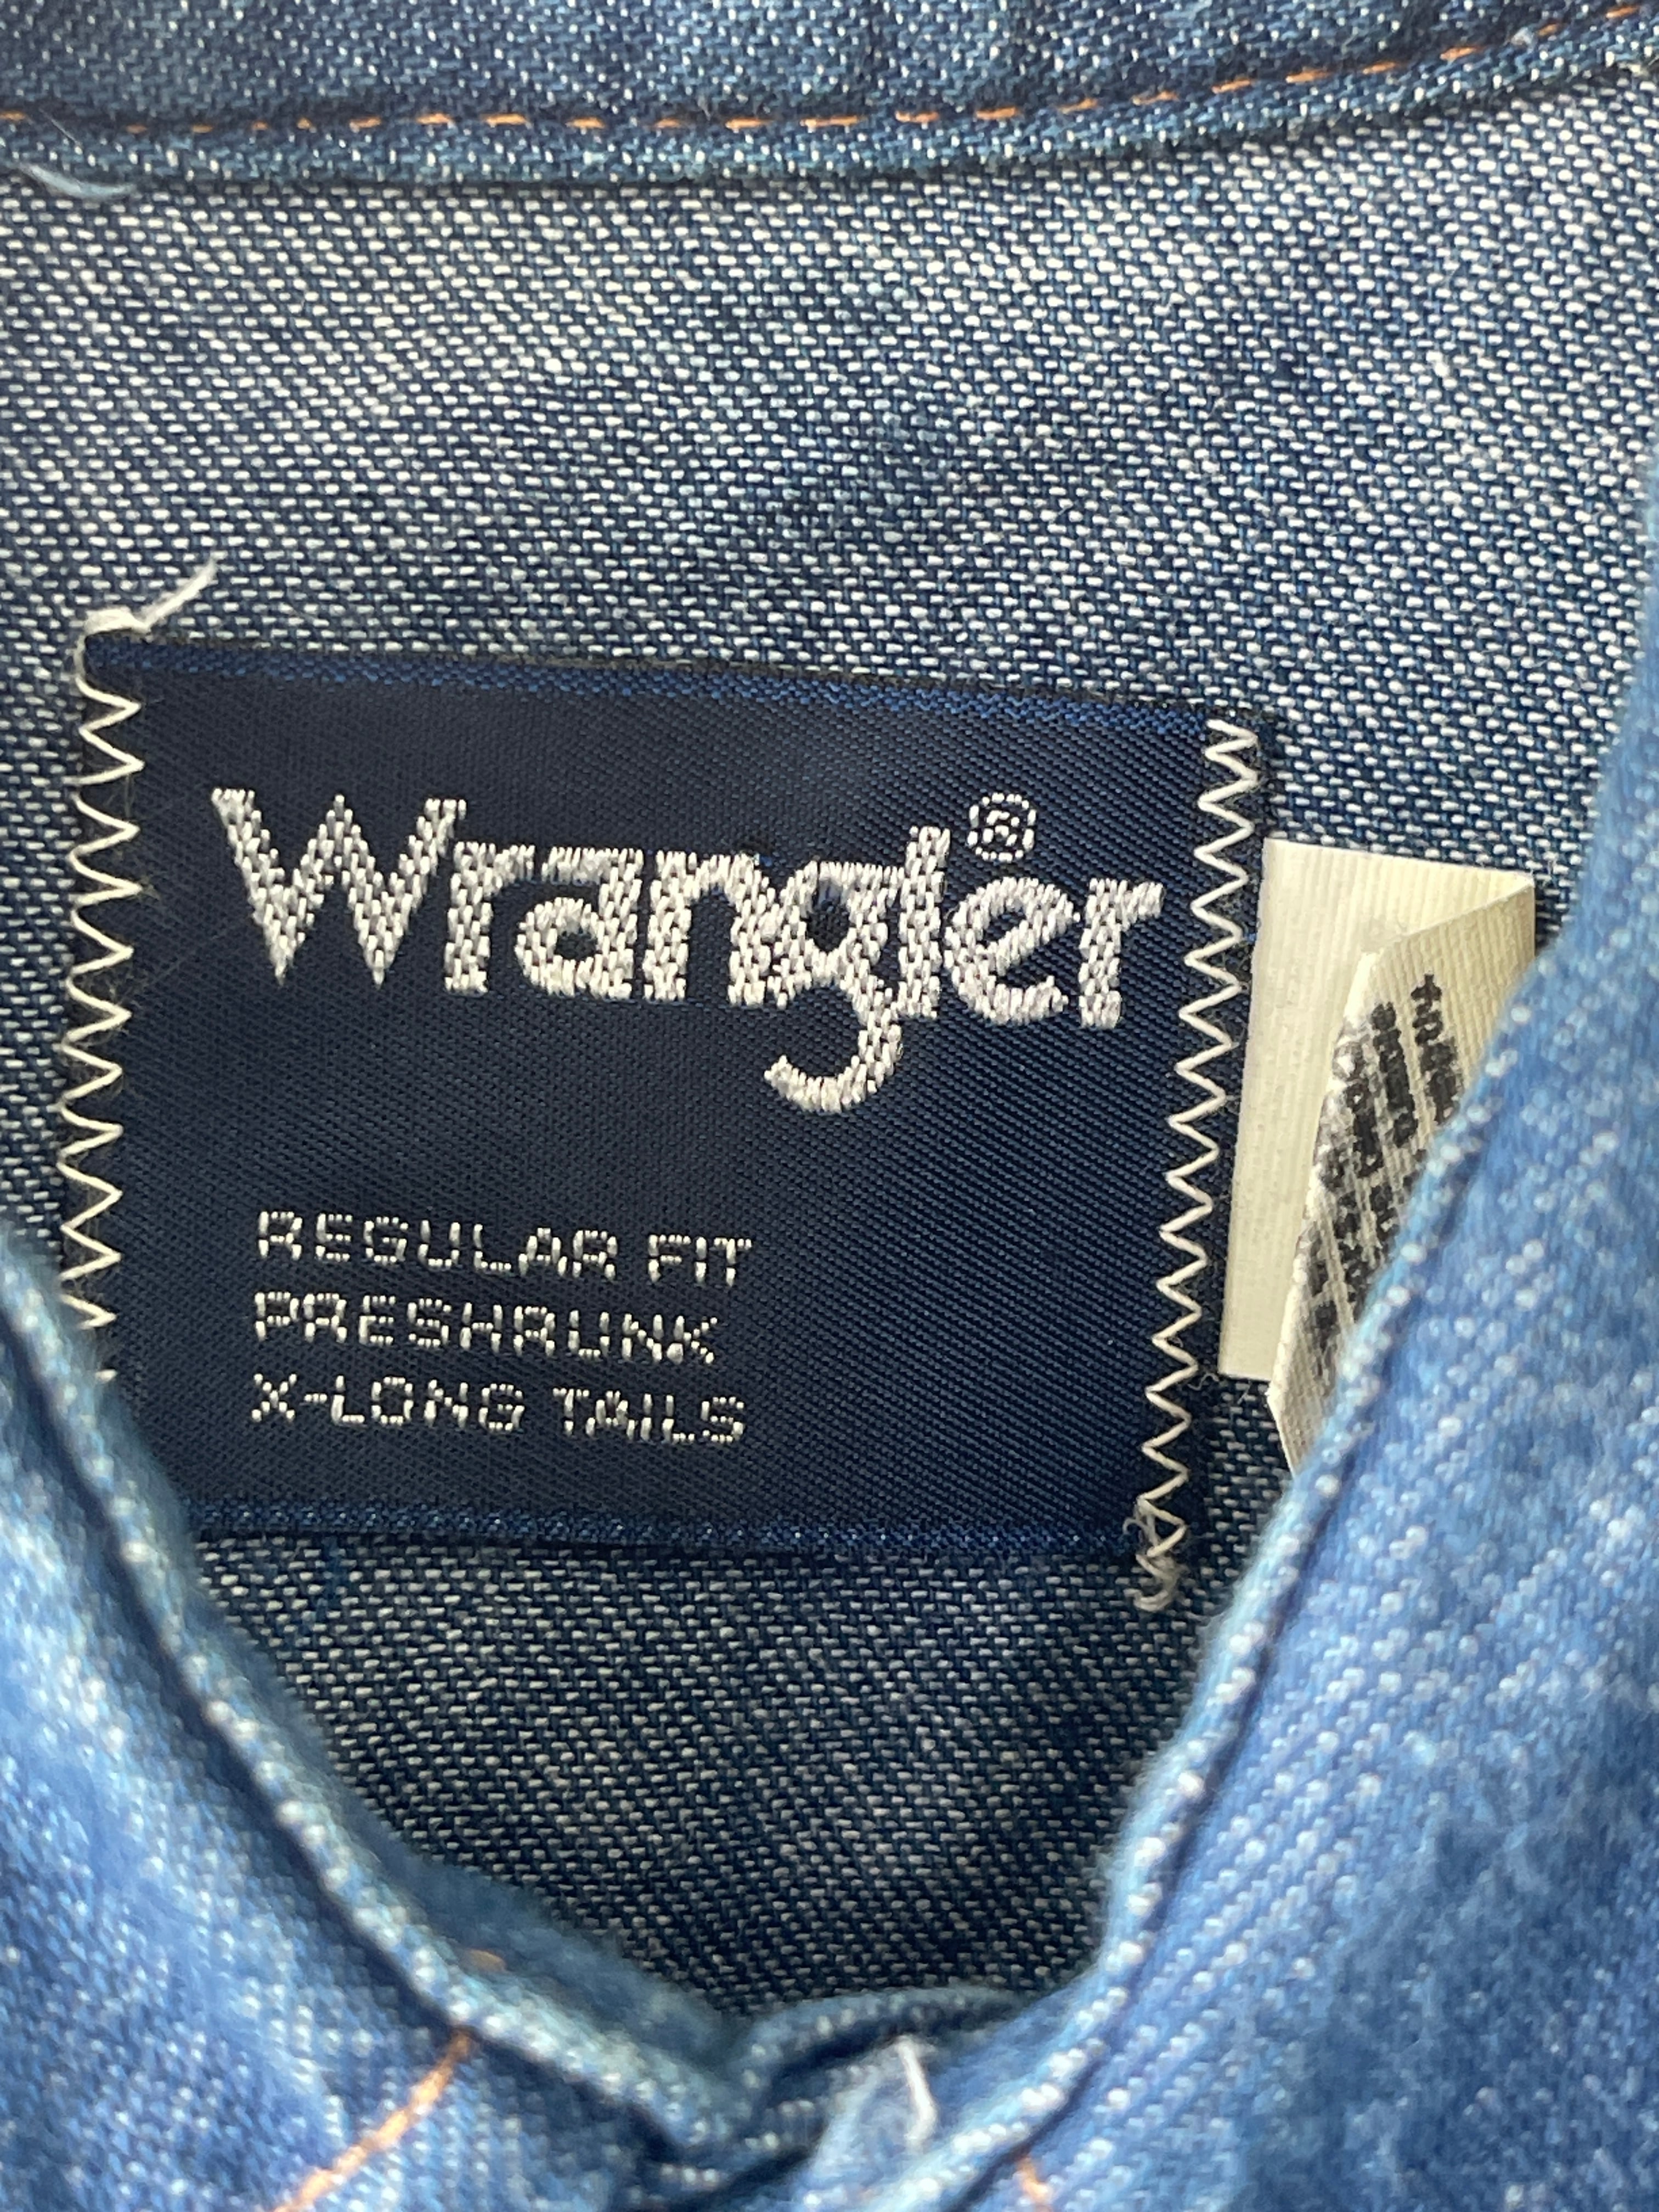 Wrangler®
REGULAR FIT
PRESHRUNK
X-LONG TAILS